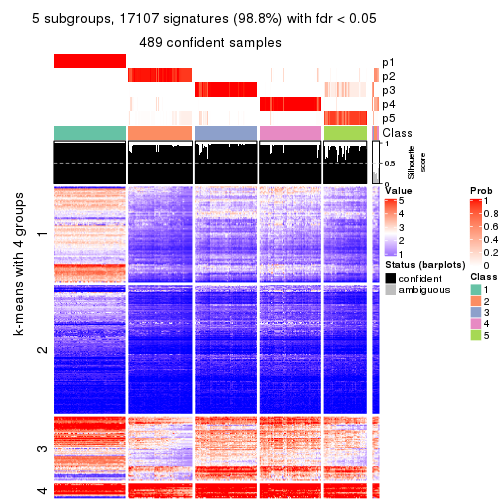 5 subgroups, 17107 signatures (98.8%) with fdr < 0.05
489 confident samples
p1
p2
p3
p4
p5
Class
1
0.5
0
Silhouette
score
k-means with 4 groups
1
2
3
4
Value
5
4
3
2
1
Status (barplots)
confident
ambiguous
Prob
1
0.8
0.6
0.4
0.2
0
Class
1
2
3
4
5